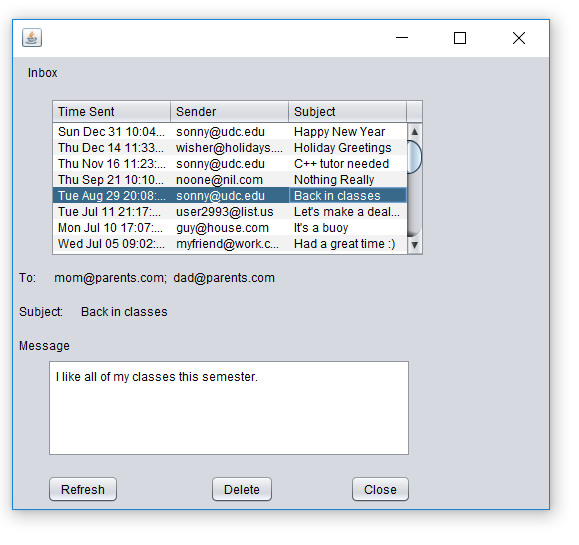 Inbox
Time Sent Sender Subject
Sun Dec 31 10:04... sonny@udc.edu Happy New Year
Thu Dec 14 11:33... wisher@holidays.... Holiday Greetings
Thu Nov 16 11:23:... sonny@udc.edu C++ tutor needed
Thu Sep 21 10:10... noone@nil.com Nothing Really
Tue Aug 29 20:08:... sonny@udc.edu Back in classes
Tue Jul 11 21:17:... user2993@list.us Let's make a deal...
Mon Jul 10 17:07:... guy@house.com It's a buoy
Wed Jul 05 09:02:... myfriend@work.c... Had a great time :)
To: mom@parents.com; dad@parents.com
Subject: Back in classes
Message
I like all of my classes this semester.
Refresh Delete Close